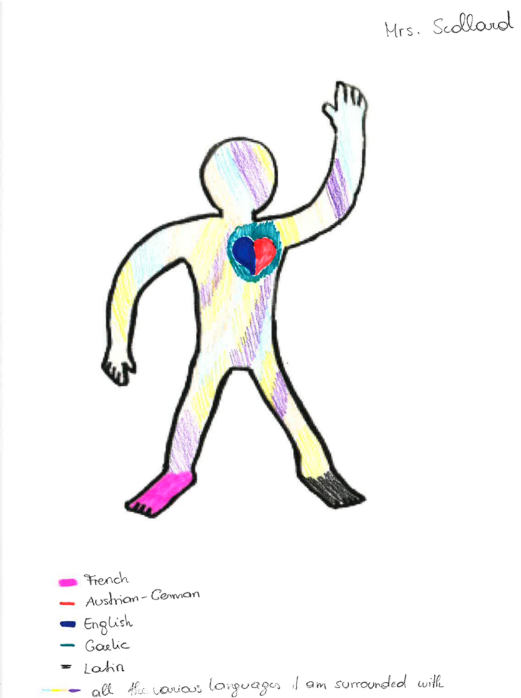 Mrs. Scollard
French
Austrian-German
English
Gaelic
Latin
all the various languages I am surrounded with